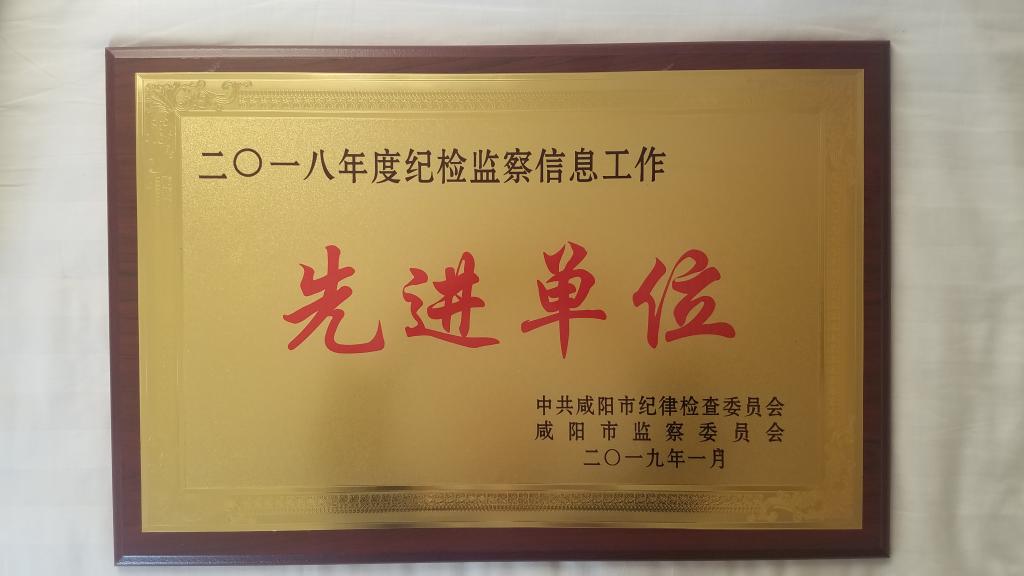 二〇一八年度纪检监察信息工作
先进单位
中共咸阳市纪律检查委员会
咸阳市监察委员会
二〇一九年一月